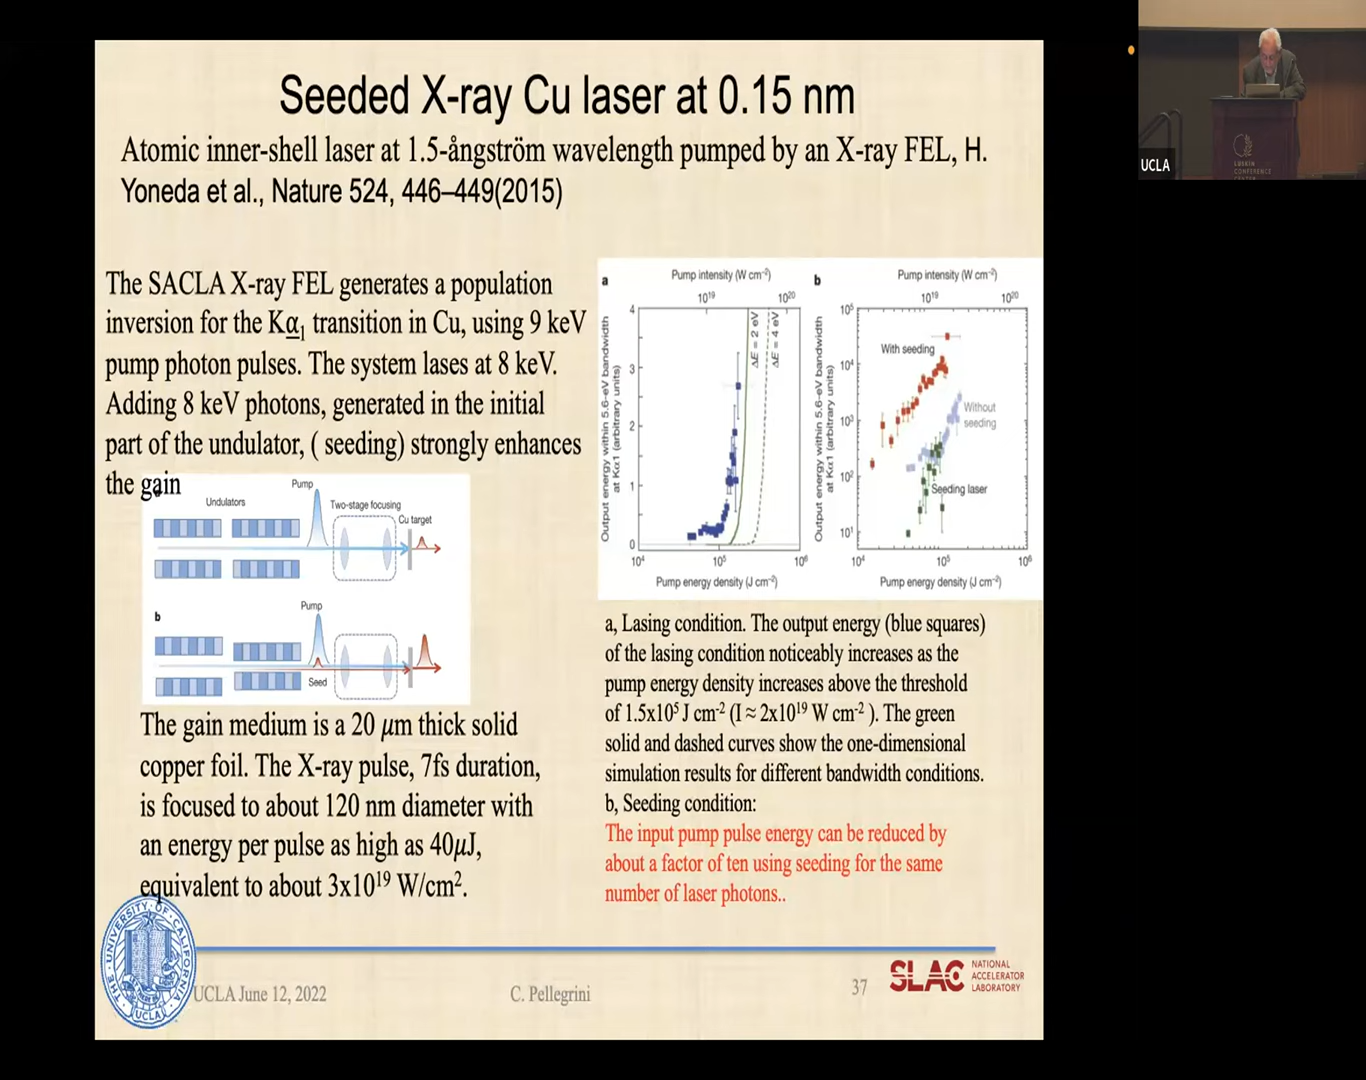 Seeded X-ray Cu laser at 0.15 nm
Atomic inner-shell laser at 1.5-ångström wavelength pumped by an X-ray FEL, H.
Yoneda et al., Nature 524, 446–449(2015)
The SACLA X-ray FEL generates a population
inversion for the Kα1 transition in Cu, using 9 keV
pump photon pulses. The system lases at 8 keV.
Adding 8 keV photons, generated in the initial
part of the undulator, ( seeding) strongly enhances
the gain
Undulators
Pump
Two-stage focusing
Cu target
b
Pump
Seed
The gain medium is a 20 μm thick solid
copper foil. The X-ray pulse, 7fs duration,
is focused to about 120 nm diameter with
an energy per pulse as high as 40μJ,
equivalent to about 3x10¹⁹ W/cm².
a
Pump intensity (W cm⁻²)
10¹⁹
10²⁰
Output energy within 5.6-eV bandwidth
at Kα1 (arbitrary units)
4
3
2
1
0
ΔE = 2 eV
ΔE = 4 eV
10⁴
10⁵
10⁶
Pump energy density (J cm⁻²)
b
Pump intensity (W cm⁻²)
10¹⁹
10²⁰
Output energy within 5.6-eV bandwidth
at Kα1 (arbitrary units)
10⁵
10⁴
10³
10²
10¹
With seeding
Without
seeding
Seeding laser
10⁴
10⁵
10⁶
Pump energy density (J cm⁻²)
a, Lasing condition. The output energy (blue squares)
of the lasing condition noticeably increases as the
pump energy density increases above the threshold
of 1.5x10⁵ J cm⁻² (I ≈ 2x10¹⁹ W cm⁻² ). The green
solid and dashed curves show the one-dimensional
simulation results for different bandwidth conditions.
b, Seeding condition:
The input pump pulse energy can be reduced by
about a factor of ten using seeding for the same
number of laser photons..
THE UNIVERSITY OF CALIFORNIA
UCLA
UCLA June 12, 2022
C. Pellegrini
37
SLAC
NATIONAL
ACCELERATOR
LABORATORY
LUSKIN
CONFERENCE
CENTER
UCLA